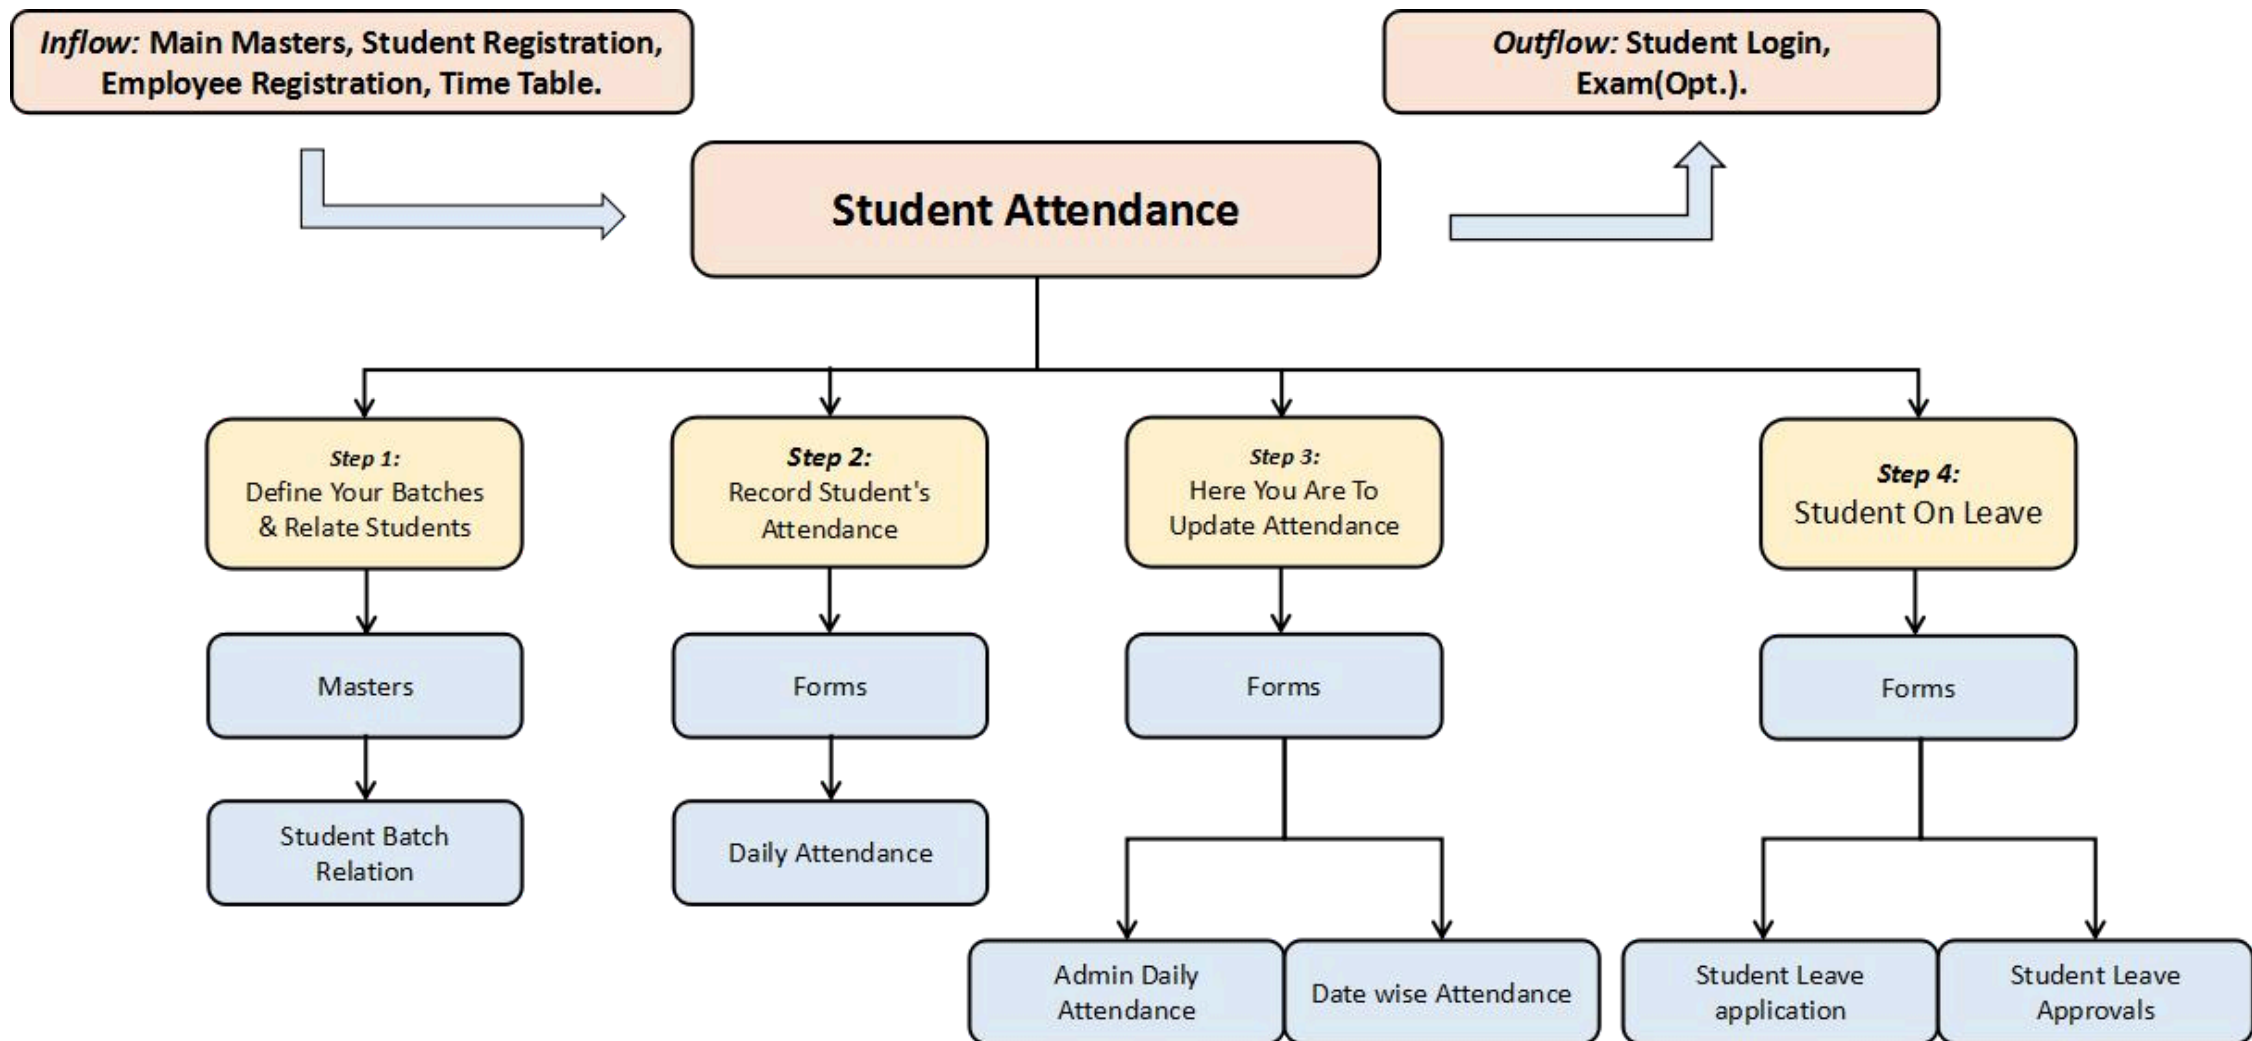 Inflow: Main Masters, Student Registration,
Employee Registration, Time Table.
Outflow: Student Login,
Exam(Opt.).
Student Attendance
Step 1:
Define Your Batches
& Relate Students
Step 2:
Record Student's
Attendance
Step 3:
Here You Are To
Update Attendance
Step 4:
Student On Leave
Masters
Forms
Forms
Forms
Student Batch
Relation
Daily Attendance
Admin Daily
Attendance
Date wise Attendance
Student Leave
application
Student Leave
Approvals